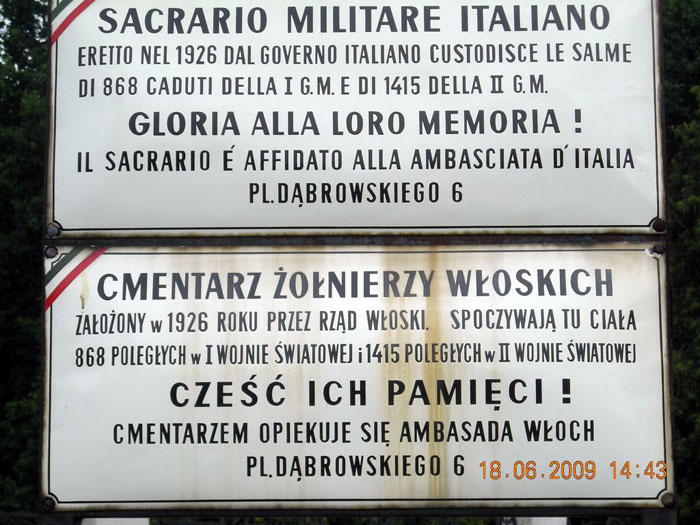 SACRARIO MILITARE ITALIANO
ERETTO NEL 1926 DAL GOVERNO ITALIANO CUSTODISCE LE SALME
DI 868 CADUTI DELLA I G.M. E DI 1415 DELLA II G.M.
GLORIA ALLA LORO MEMORIA !
IL SACRARIO É AFFIDATO ALLA AMBASCIATA D'ITALIA
PL.DĄBROWSKIEGO 6
CMENTARZ ŻOŁNIERZY WŁOSKICH
ZAŁOŻONY w 1926 ROKU PRZEZ RZĄD WŁOSKI. SPOCZYWAJĄ TU CIAŁA
868 POLEGŁYCH w I WOJNIE ŚWIATOWEJ i 1415 POLEGŁYCH w II WOJNIE ŚWIATOWEJ
CZEŚĆ ICH PAMIĘCI !
CMENTARZEM OPIEKUJE SIĘ AMBASADA WŁOCH
PL.DĄBROWSKIEGO 6
18.06.2009 14:43